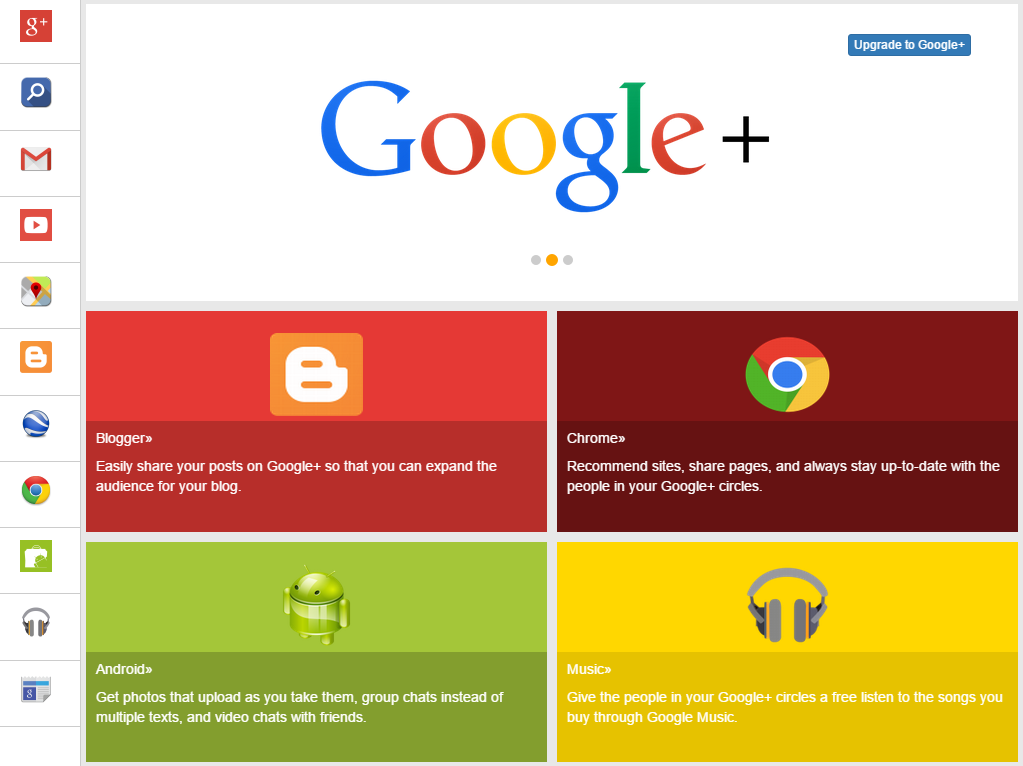 g+
Upgrade to Google+
Google+
Blogger»
Easily share your posts on Google+ so that you can expand the
audience for your blog.
Chrome»
Recommend sites, share pages, and always stay up-to-date with the
people in your Google+ circles.
Android»
Get photos that upload as you take them, group chats instead of
multiple texts, and video chats with friends.
Music»
Give the people in your Google+ circles a free listen to the songs you
buy through Google Music.
g